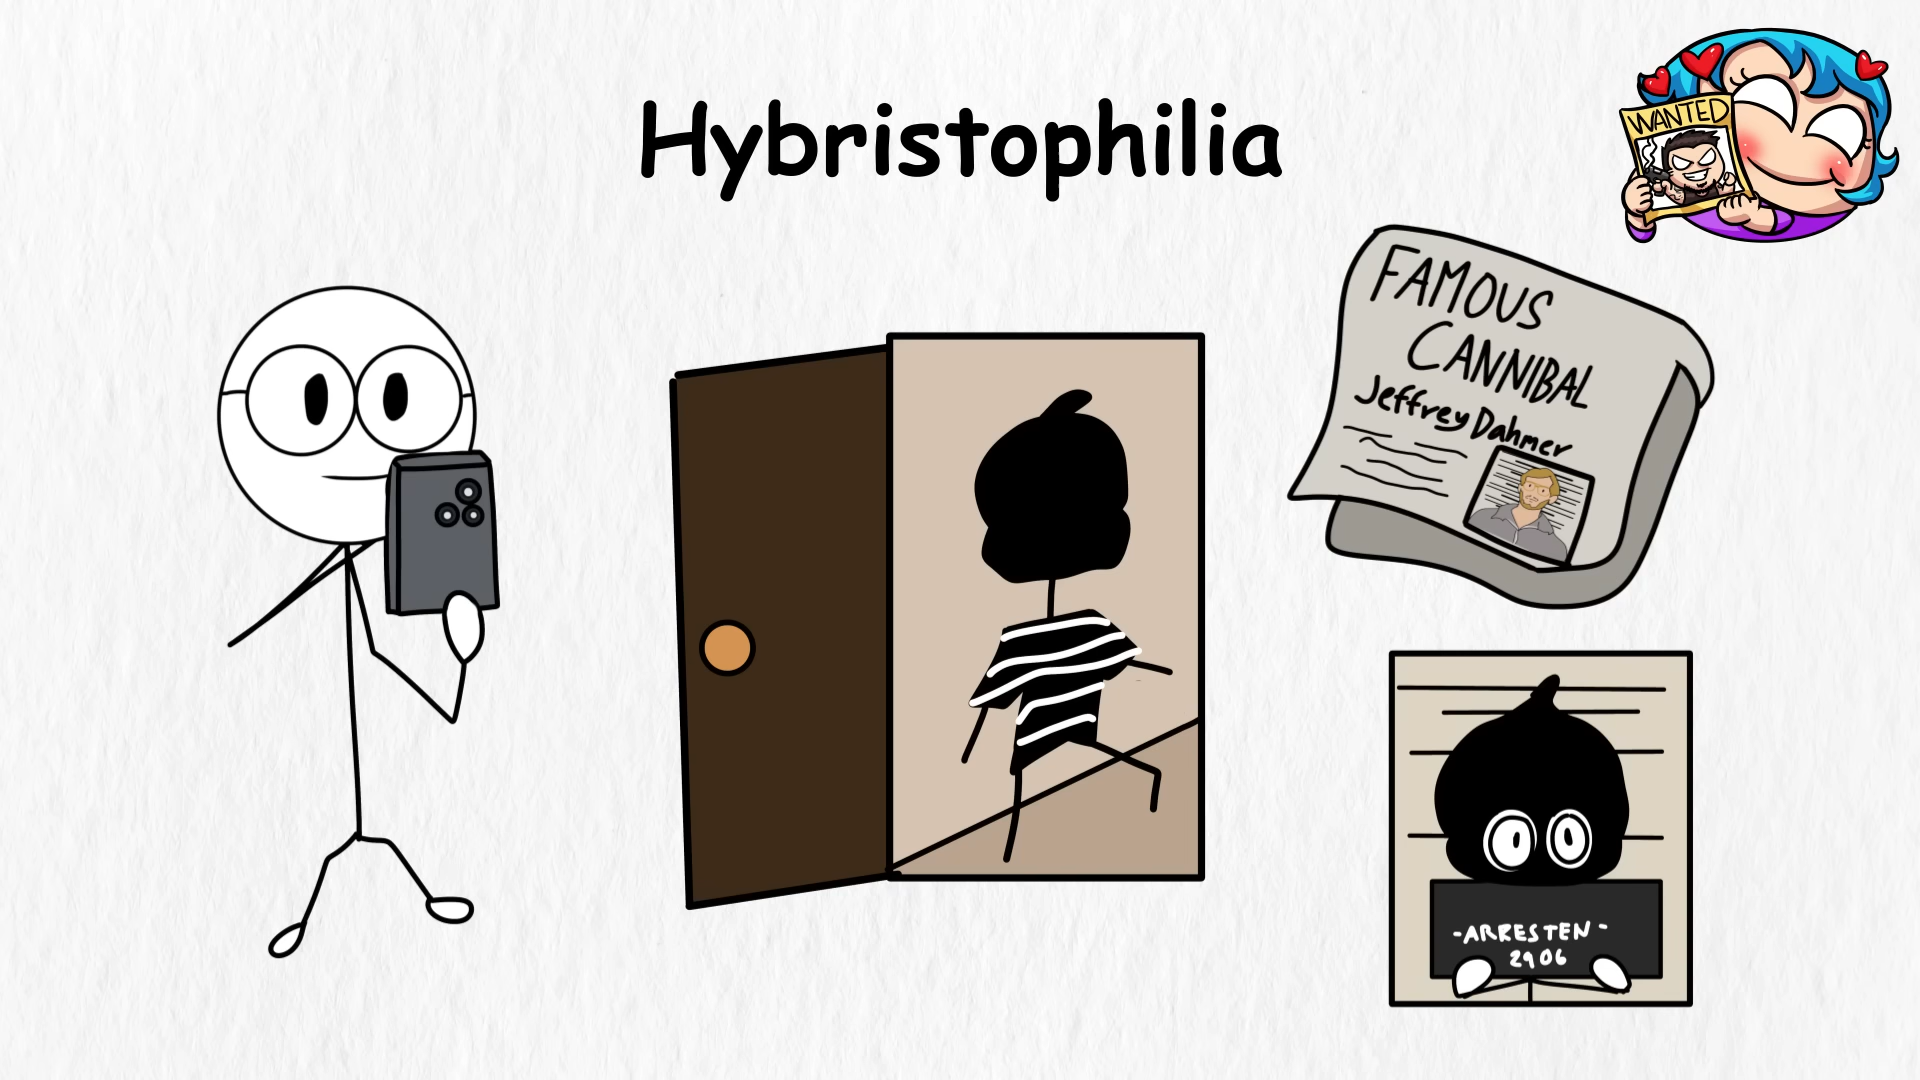 Hybristophilia
WANTED
FAMOUS
CANNIBAL
Jeffrey Dahmer
-ARRESTEN-
2906